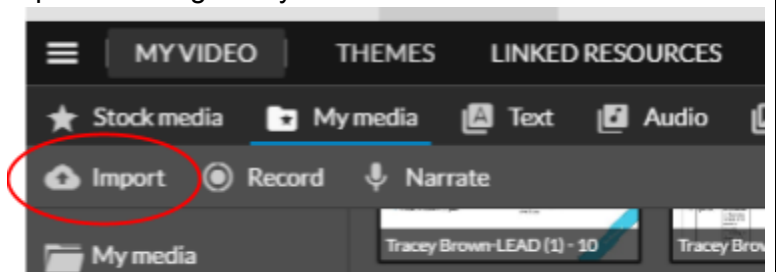 MY VIDEO THEMES LINKED RESOURCES
Stock media My media Text Audio
Import Record Narrate
My media
Tracey Brown-LEAD (1) - 10 Tracey Brow